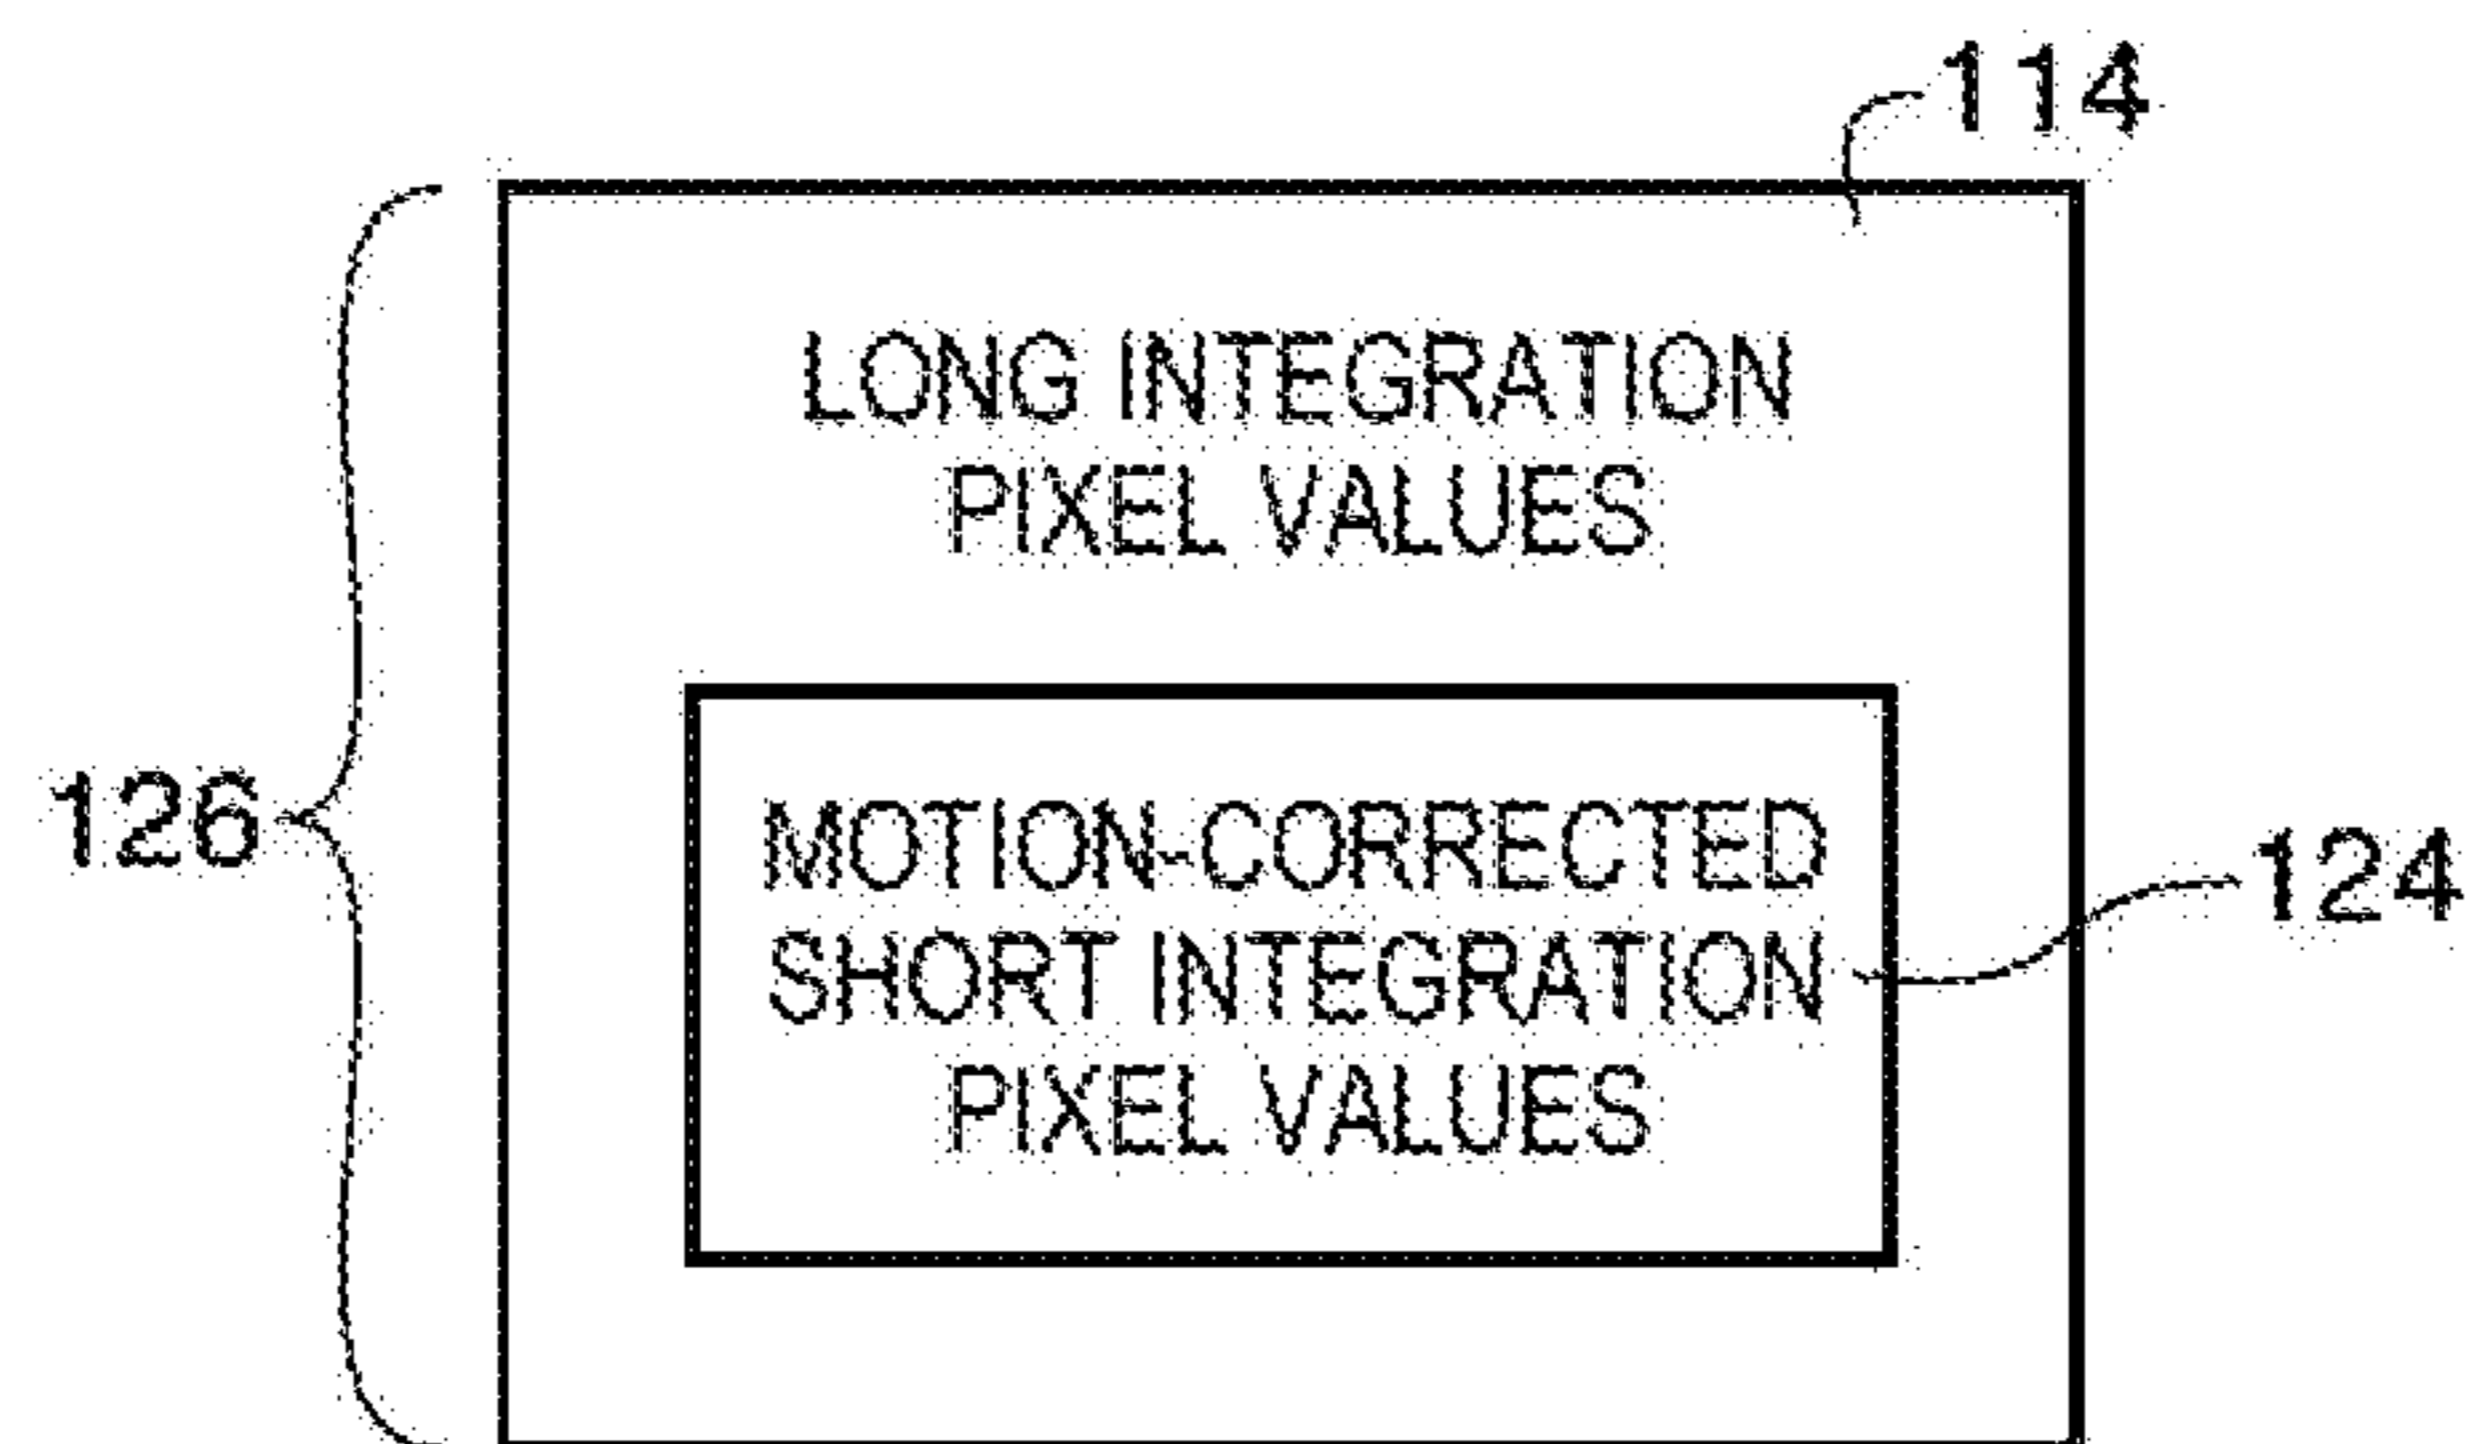 114
LONG INTEGRATION
PIXEL VALUES
126
MOTION-CORRECTED
SHORT INTEGRATION
PIXEL VALUES
124